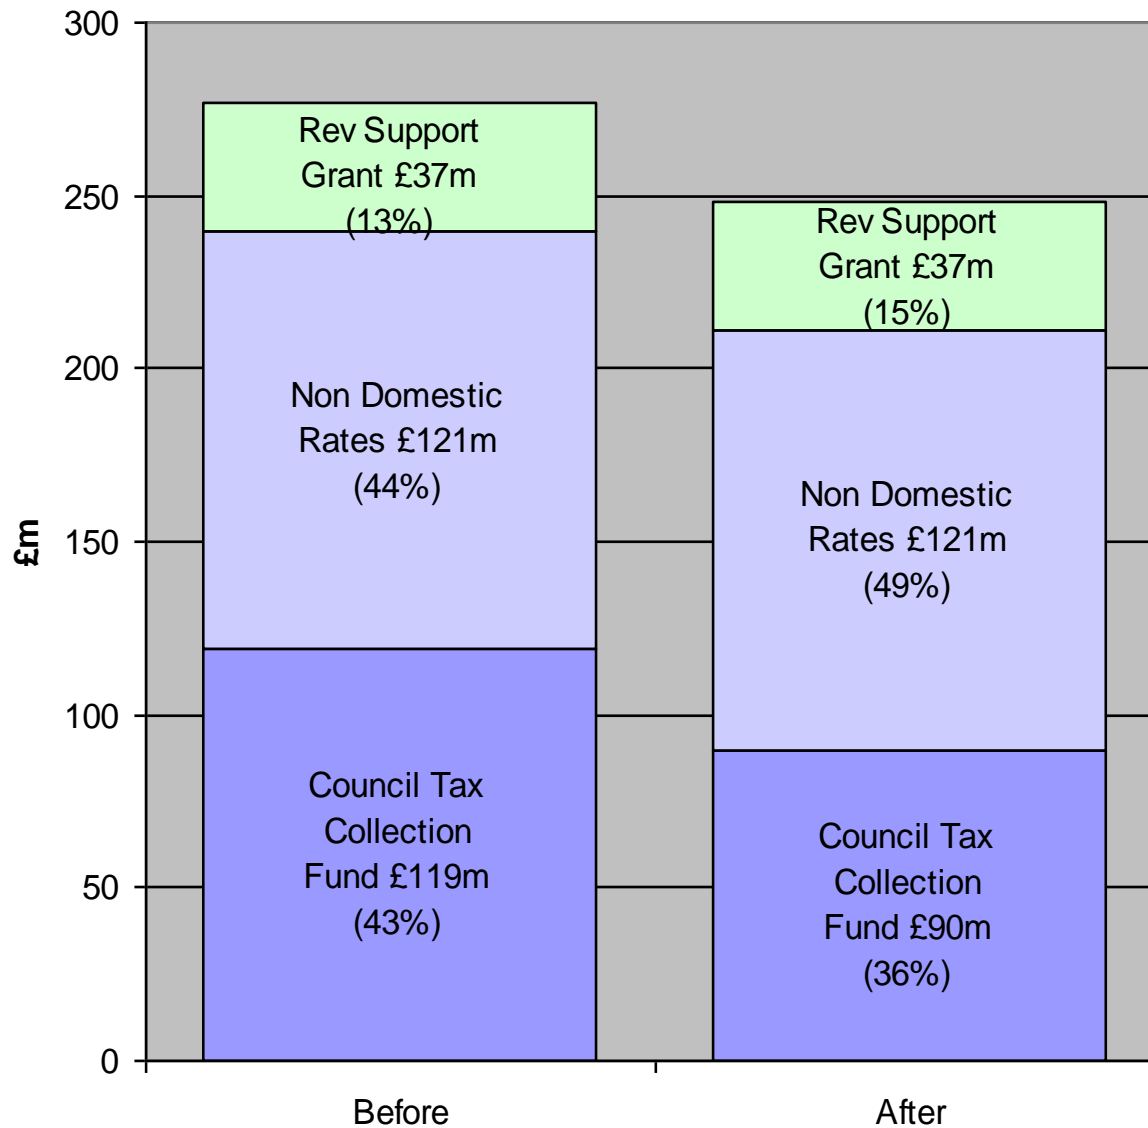 300
250
200
150
100
50
0
£m
Rev Support
Grant £37m
(13%)
Non Domestic
Rates £121m
(44%)
Council Tax
Collection
Fund £119m
(43%)
Rev Support
Grant £37m
(15%)
Non Domestic
Rates £121m
(49%)
Council Tax
Collection
Fund £90m
(36%)
Before
After